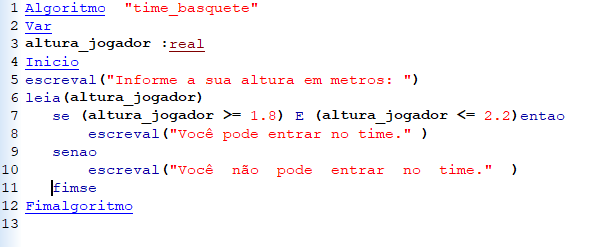 1 Algoritmo "time_basquete"
2 Var
3 altura_jogador :real
4 Inicio
5 escreval("Informe a sua altura em metros: ")
6 leia(altura_jogador)
7 se (altura_jogador >= 1.8) E (altura_jogador <= 2.2)entao
8 escreval("Você pode entrar no time." )
9 senao
10 escreval("Você não pode entrar no time." )
11 fimse
12 Fimalgoritmo
13